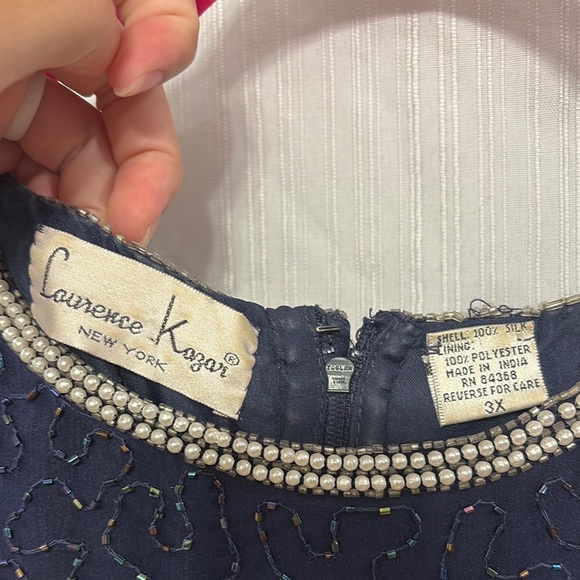 Laurence Kazar®
NEW YORK
SHELL: 100% SILK
LINING:
100% POLYESTER
MADE IN INDIA
RN 84358
REVERSE FOR CARE
3X